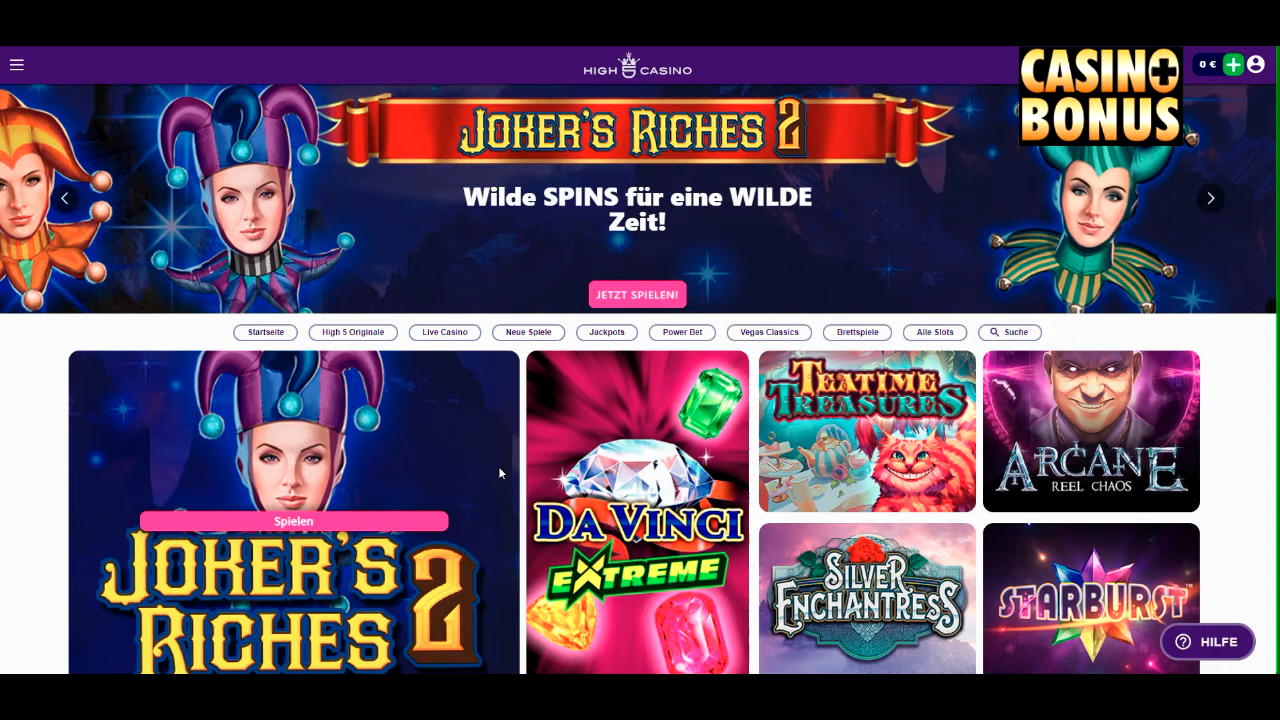 HIGH 5 CASINO
CASINO
BONUS
0 €
JOKER'S RICHES 2
Wilde SPINS für eine WILDE
Zeit!
JETZT SPIELEN!
Startseite
High 5 Originale
Live Casino
Neue Spiele
Jackpots
Power Bet
Vegas Classics
Brettspiele
Alle Slots
Suche
Spielen
JOKER'S
RICHES 2
DA VINCI
EXTREME
TEATIME
TREASURES
ARCANE
REEL CHAOS
SILVER
ENCHANTRESS
STARBURST™
HILFE